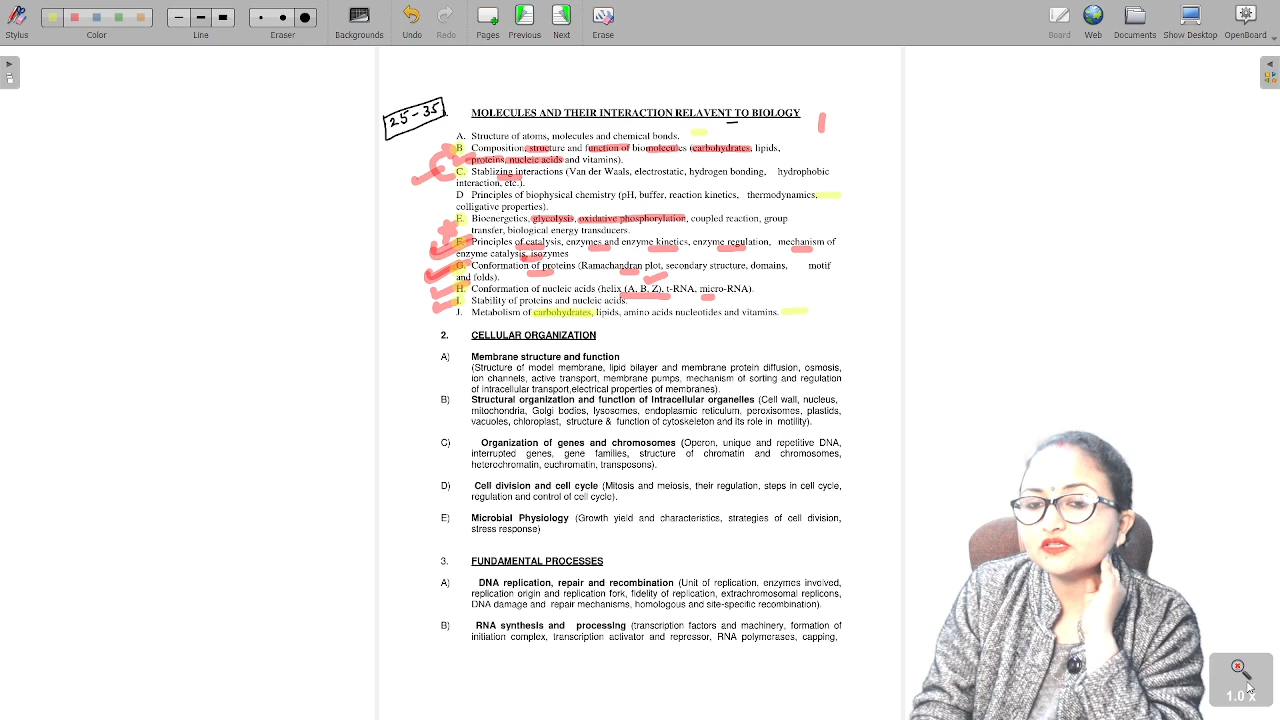 Stylus
Color
Line
Eraser
Backgrounds
Undo
Redo
Pages
Previous
Next
Erase
Board
Web
Documents
Show Desktop
OpenBoard
25-35
MOLECULES AND THEIR INTERACTION RELAVENT TO BIOLOGY
A. Structure of atoms, molecules and chemical bonds.
B Composition, structure and function of biomolecules (carbohydrates, lipids,
proteins, nucleic acids and vitamins).
C. Stablizing interactions (Van der Waals, electrostatic, hydrogen bonding, hydrophobic
interaction, etc.).
D Principles of biophysical chemistry (pH, buffer, reaction kinetics, thermodynamics,
colligative properties).
E. Bioenergetics, glycolysis, oxidative phosphorylation, coupled reaction, group
transfer, biological energy transducers.
F. Principles of catalysis, enzymes and enzyme kinetics, enzyme regulation, mechanism of
enzyme catalysis, isozymes
G. Conformation of proteins (Ramachandran plot, secondary structure, domains, motif
and folds).
H. Conformation of nucleic acids (helix (A, B, Z), t-RNA, micro-RNA).
I. Stability of proteins and nucleic acids.
J. Metabolism of carbohydrates, lipids, amino acids nucleotides and vitamins.
2. CELLULAR ORGANIZATION
A) Membrane structure and function
(Structure of model membrane, lipid bilayer and membrane protein diffusion, osmosis,
ion channels, active transport, membrane pumps, mechanism of sorting and regulation
of intracellular transport,electrical properties of membranes).
B) Structural organization and function of intracellular organelles (Cell wall, nucleus,
mitochondria, Golgi bodies, lysosomes, endoplasmic reticulum, peroxisomes, plastids,
vacuoles, chloroplast, structure & function of cytoskeleton and its role in motility).
C) Organization of genes and chromosomes (Operon, unique and repetitive DNA,
interrupted genes, gene families, structure of chromatin and chromosomes,
heterochromatin, euchromatin, transposons).
D) Cell division and cell cycle (Mitosis and meiosis, their regulation, steps in cell cycle,
regulation and control of cell cycle).
E) Microbial Physiology (Growth yield and characteristics, strategies of cell division,
stress response)
3. FUNDAMENTAL PROCESSES
A) DNA replication, repair and recombination (Unit of replication, enzymes involved,
replication origin and replication fork, fidelity of replication, extrachromosomal replicons,
DNA damage and repair mechanisms, homologous and site-specific recombination).
B) RNA synthesis and processing (transcription factors and machinery, formation of
initiation complex, transcription activator and repressor, RNA polymerases, capping,
1.0 x